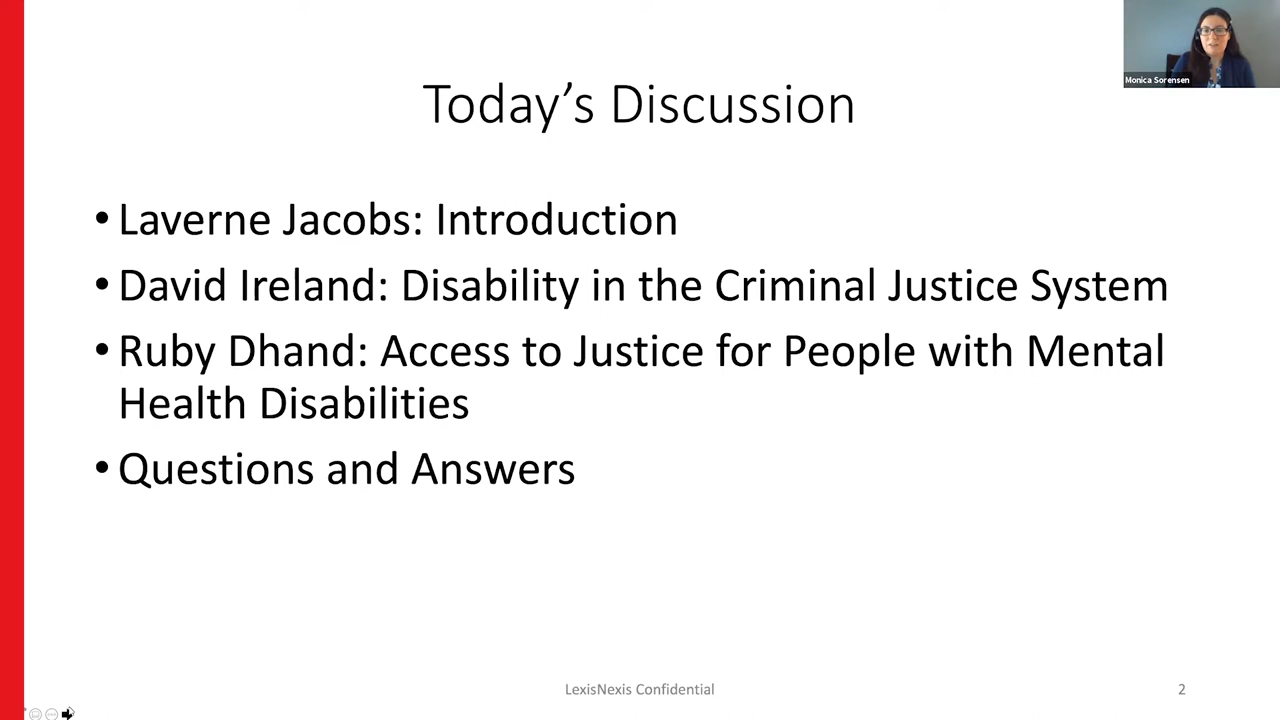 Monica Sorensen
Today’s Discussion
• Laverne Jacobs: Introduction
• David Ireland: Disability in the Criminal Justice System
• Ruby Dhand: Access to Justice for People with Mental
Health Disabilities
• Questions and Answers
LexisNexis Confidential
2